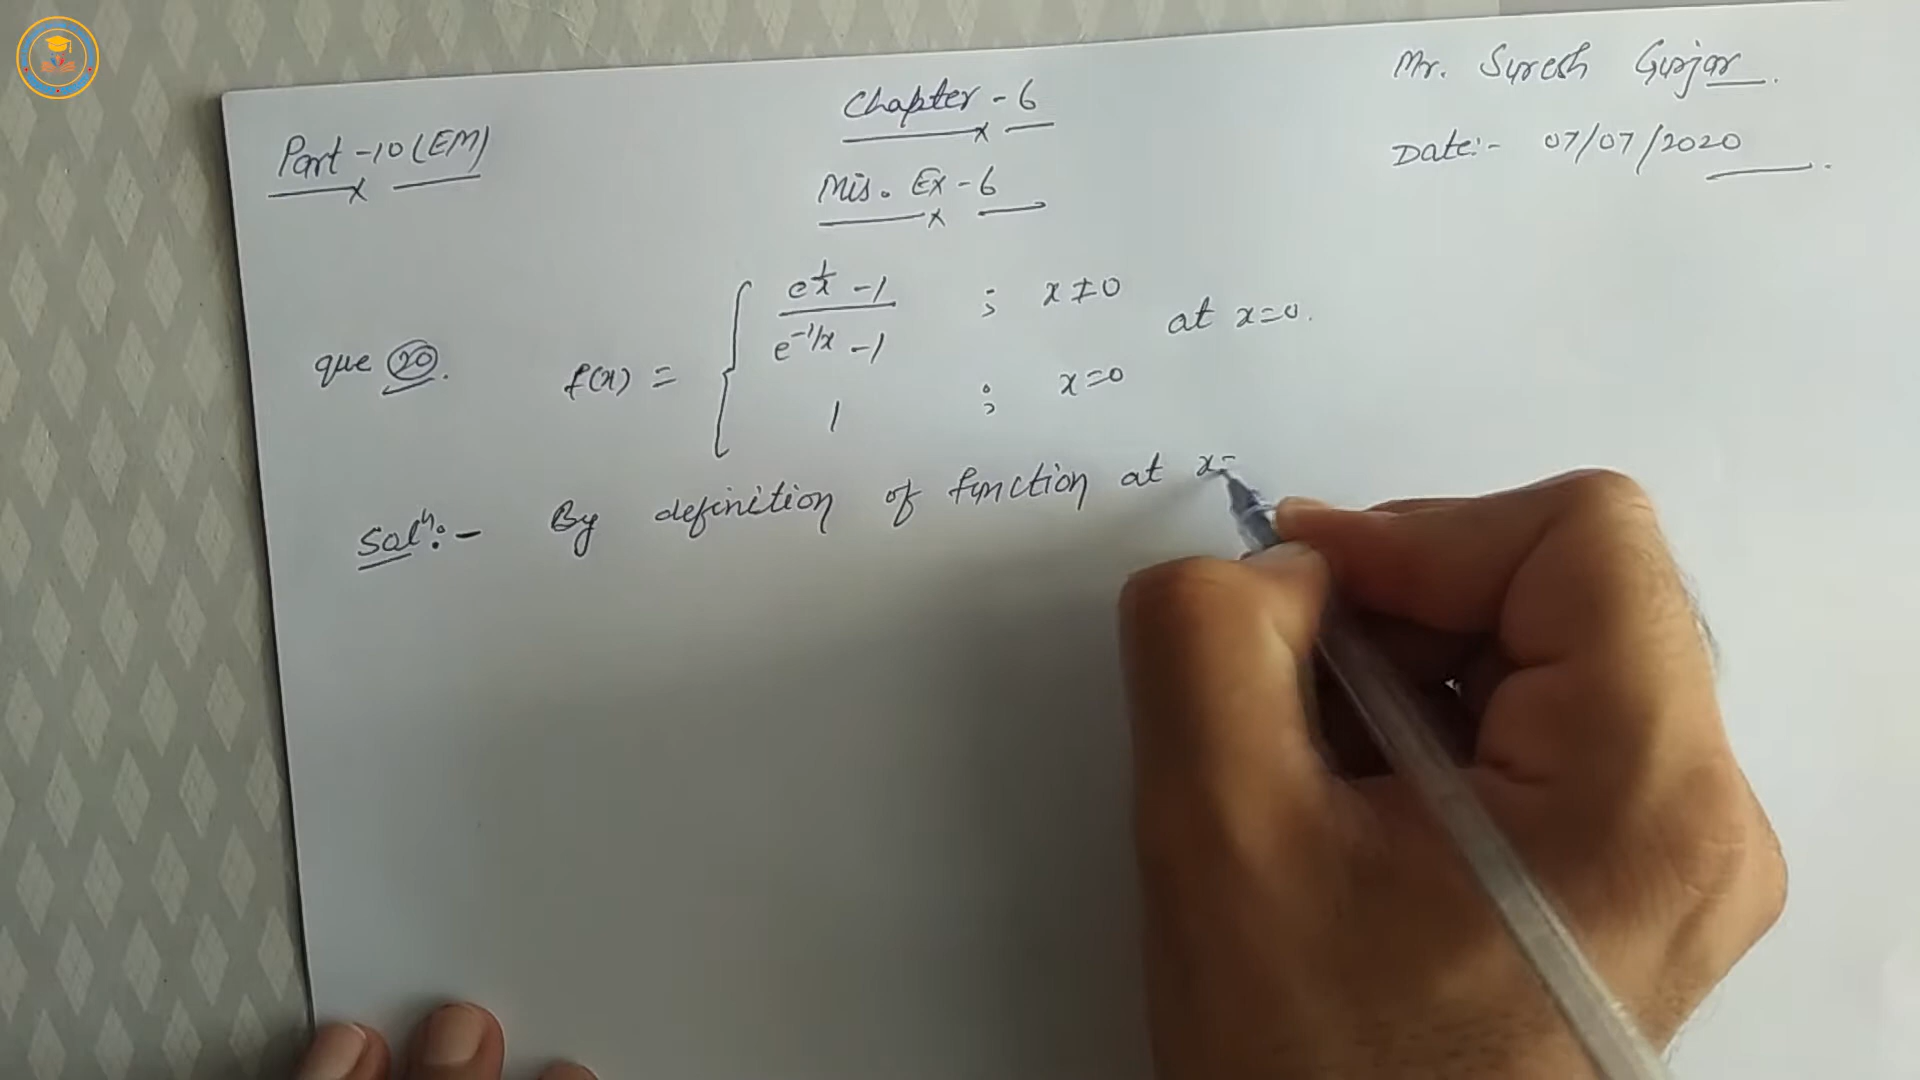 Mr. Suresh Gurjar.
Chapter - 6
Part -10 (EM)
Date:- 07/07/2020.
Mis. Ex - 6
que 20. f(x) = { (e^{1/x} -1)/(e^{-1/x} -1) ; x≠0
1 ; x=0
at x=0.
Solⁿ:- By definition of function at x=